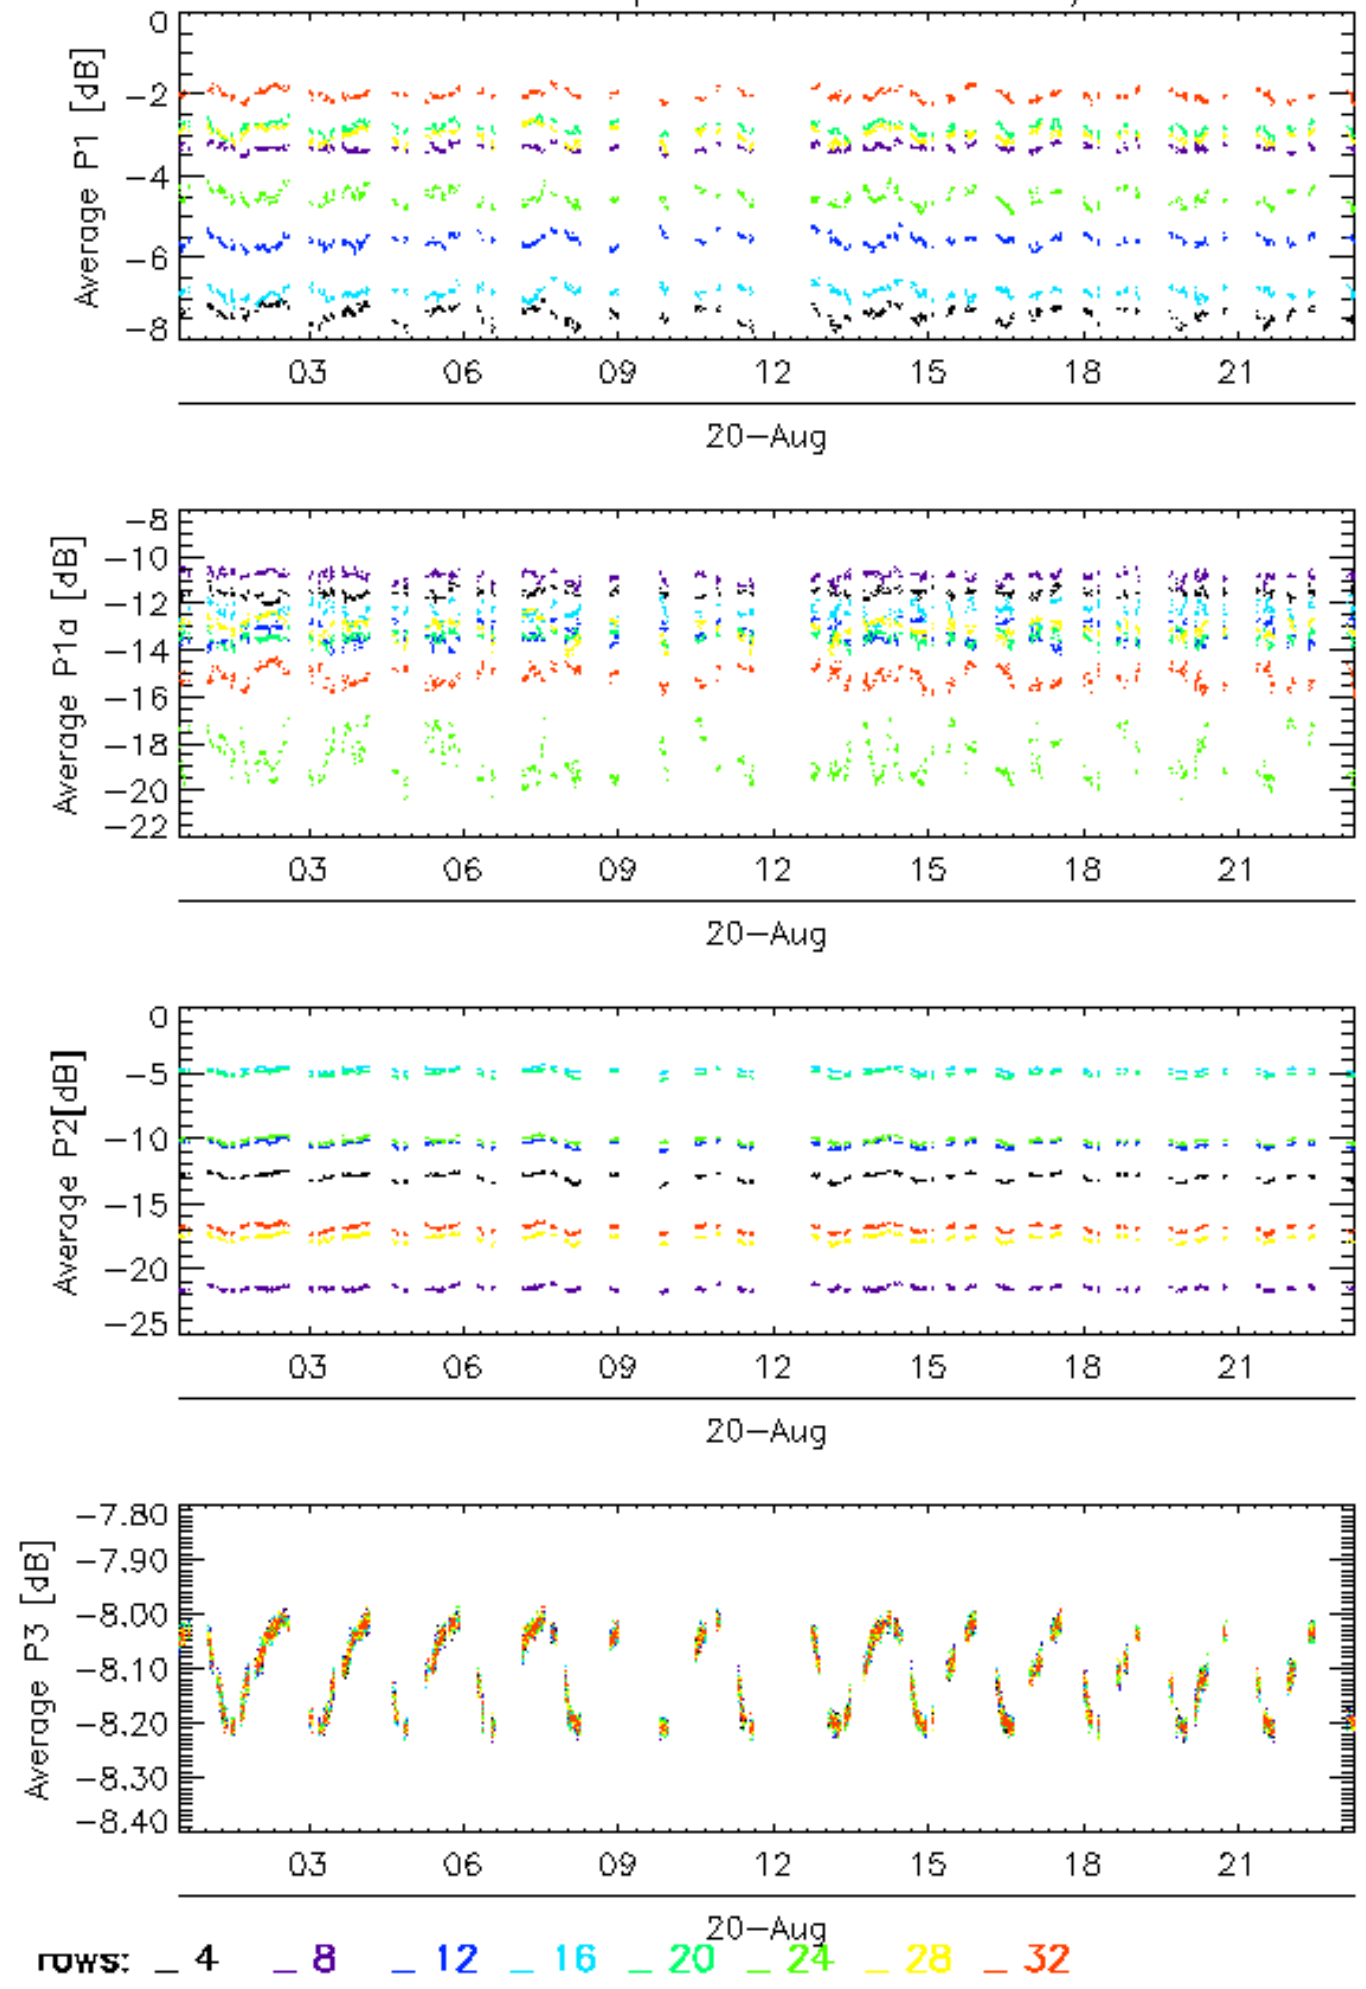 0
-2
-4
-6
-8
Average P1 [dB]
03 06 09 12 15 18 21
20-Aug
-8
-10
-12
-14
-16
-18
-20
-22
Average P1a [dB]
03 06 09 12 15 18 21
20-Aug
0
-5
-10
-15
-20
-25
Average P2[dB]
03 06 09 12 15 18 21
20-Aug
-7.80
-7.90
-8.00
-8.10
-8.20
-8.30
-8.40
Average P3 [dB]
03 06 09 12 15 18 21
20-Aug
rows: _ 4 _ 8 _ 12 _ 16 _ 20 _ 24 _ 28 _ 32